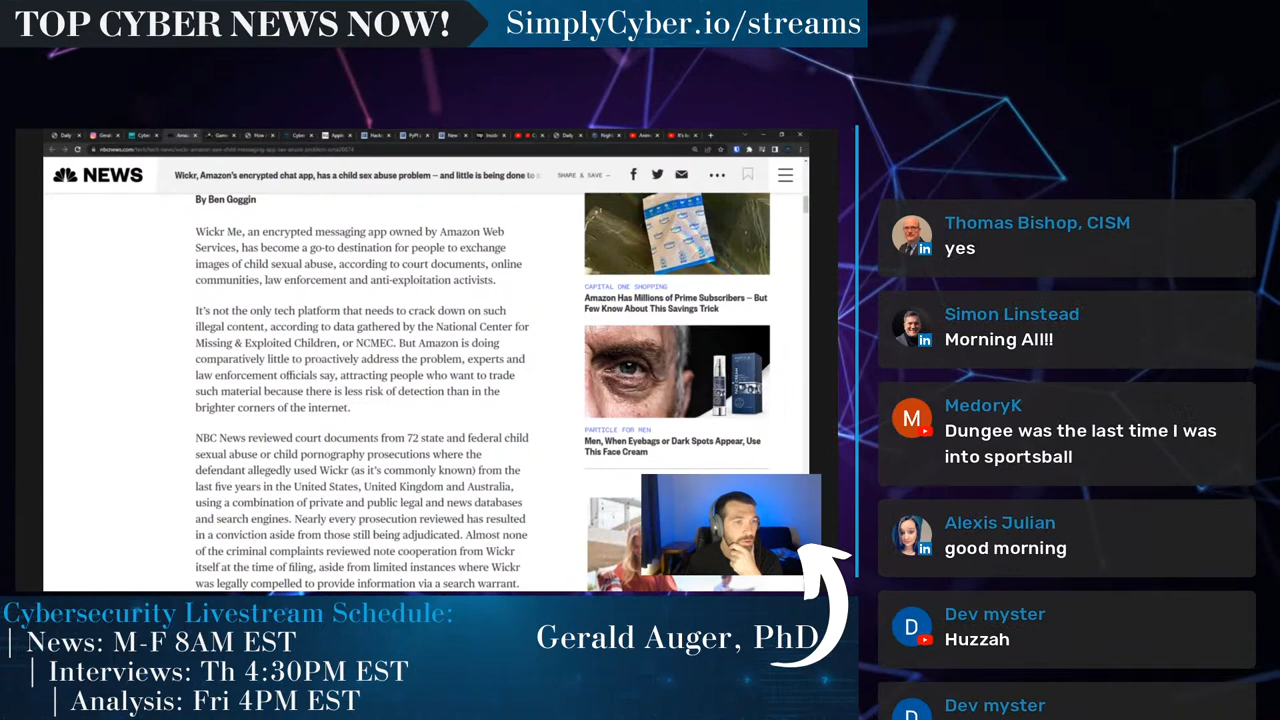 TOP CYBER NEWS NOW!
SimplyCyber.io/streams
nbcnews.com/tech/tech-news/
NEWS
Wickr, Amazon's encrypted chat app, has a child sex abuse problem — and little is being done to
SHARE & SAVE —
By Ben Goggin
Wickr Me, an encrypted messaging app owned by Amazon Web
Services, has become a go-to destination for people to exchange
images of child sexual abuse, according to court documents, online
communities, law enforcement and anti-exploitation activists.
It's not the only tech platform that needs to crack down on such
illegal content, according to data gathered by the National Center for
Missing & Exploited Children, or NCMEC. But Amazon is doing
comparatively little to proactively address the problem, experts and
law enforcement officials say, attracting people who want to trade
such material because there is less risk of detection than in the
brighter corners of the internet.
NBC News reviewed court documents from 72 state and federal child
sexual abuse or child pornography prosecutions where the
defendant allegedly used Wickr (as it's commonly known) from the
last five years in the United States, United Kingdom and Australia,
using a combination of private and public legal and news databases
and search engines. Nearly every prosecution reviewed has resulted
in a conviction aside from those still being adjudicated. Almost none
of the criminal complaints reviewed note cooperation from Wickr
itself at the time of filing, aside from limited instances where Wickr
was legally compelled to provide information via a search warrant.
CAPITAL ONE SHOPPING
Amazon Has Millions of Prime Subscribers — But
Few Know About This Savings Trick
PARTICLE FOR MEN
Men, When Eyebags or Dark Spots Appear, Use
This Face Cream
Thomas Bishop, CISM
yes
Simon Linstead
Morning All!!!
M
MedoryK
Dungee was the last time I was
into sportsball
Alexis Julian
good morning
D
Dev myster
Huzzah
D
Dev myster
Cybersecurity Livestream Schedule:
| News: M-F 8AM EST
| Interviews: Th 4:30PM EST
| Analysis: Fri 4PM EST
Gerald Auger, PhD